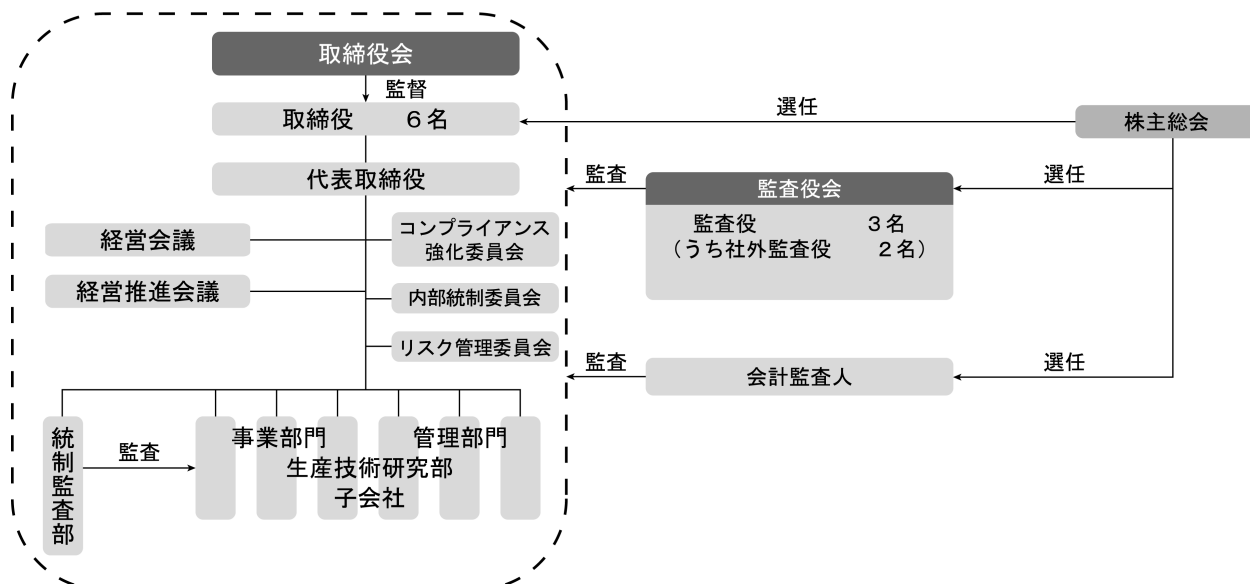 取締役会
監督
取締役 6名
選任
株主総会
代表取締役
監査
監査役会
選任
監査役 3名
(うち社外監査役 2名)
経営会議
コンプライアンス
強化委員会
経営推進会議
内部統制委員会
リスク管理委員会
監査
会計監査人
選任
統制監査部
監査
事業部門 管理部門
生産技術研究部
子会社